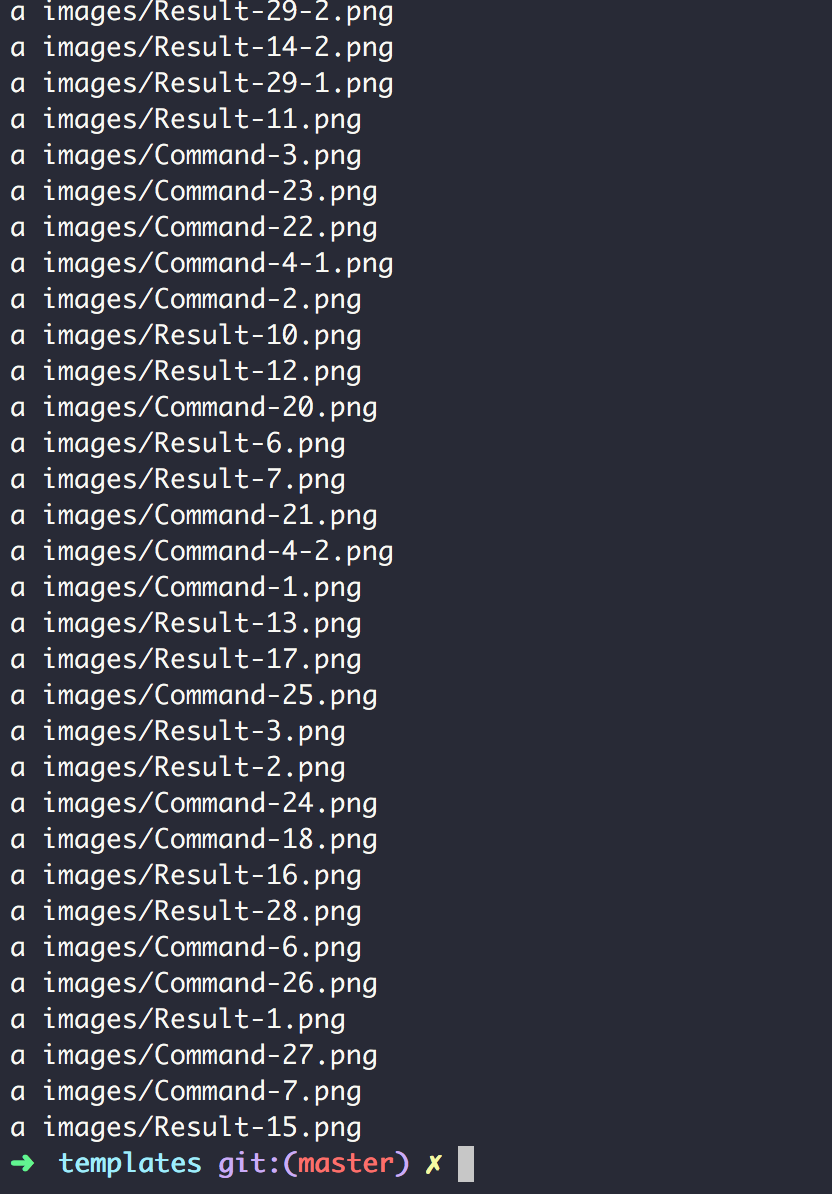 a images/Result-29-2.png
a images/Result-14-2.png
a images/Result-29-1.png
a images/Result-11.png
a images/Command-3.png
a images/Command-23.png
a images/Command-22.png
a images/Command-4-1.png
a images/Command-2.png
a images/Result-10.png
a images/Result-12.png
a images/Command-20.png
a images/Result-6.png
a images/Result-7.png
a images/Command-21.png
a images/Command-4-2.png
a images/Command-1.png
a images/Result-13.png
a images/Result-17.png
a images/Command-25.png
a images/Result-3.png
a images/Result-2.png
a images/Command-24.png
a images/Command-18.png
a images/Result-16.png
a images/Result-28.png
a images/Command-6.png
a images/Command-26.png
a images/Result-1.png
a images/Command-27.png
a images/Command-7.png
a images/Result-15.png
➜ templates git:(master) ✗